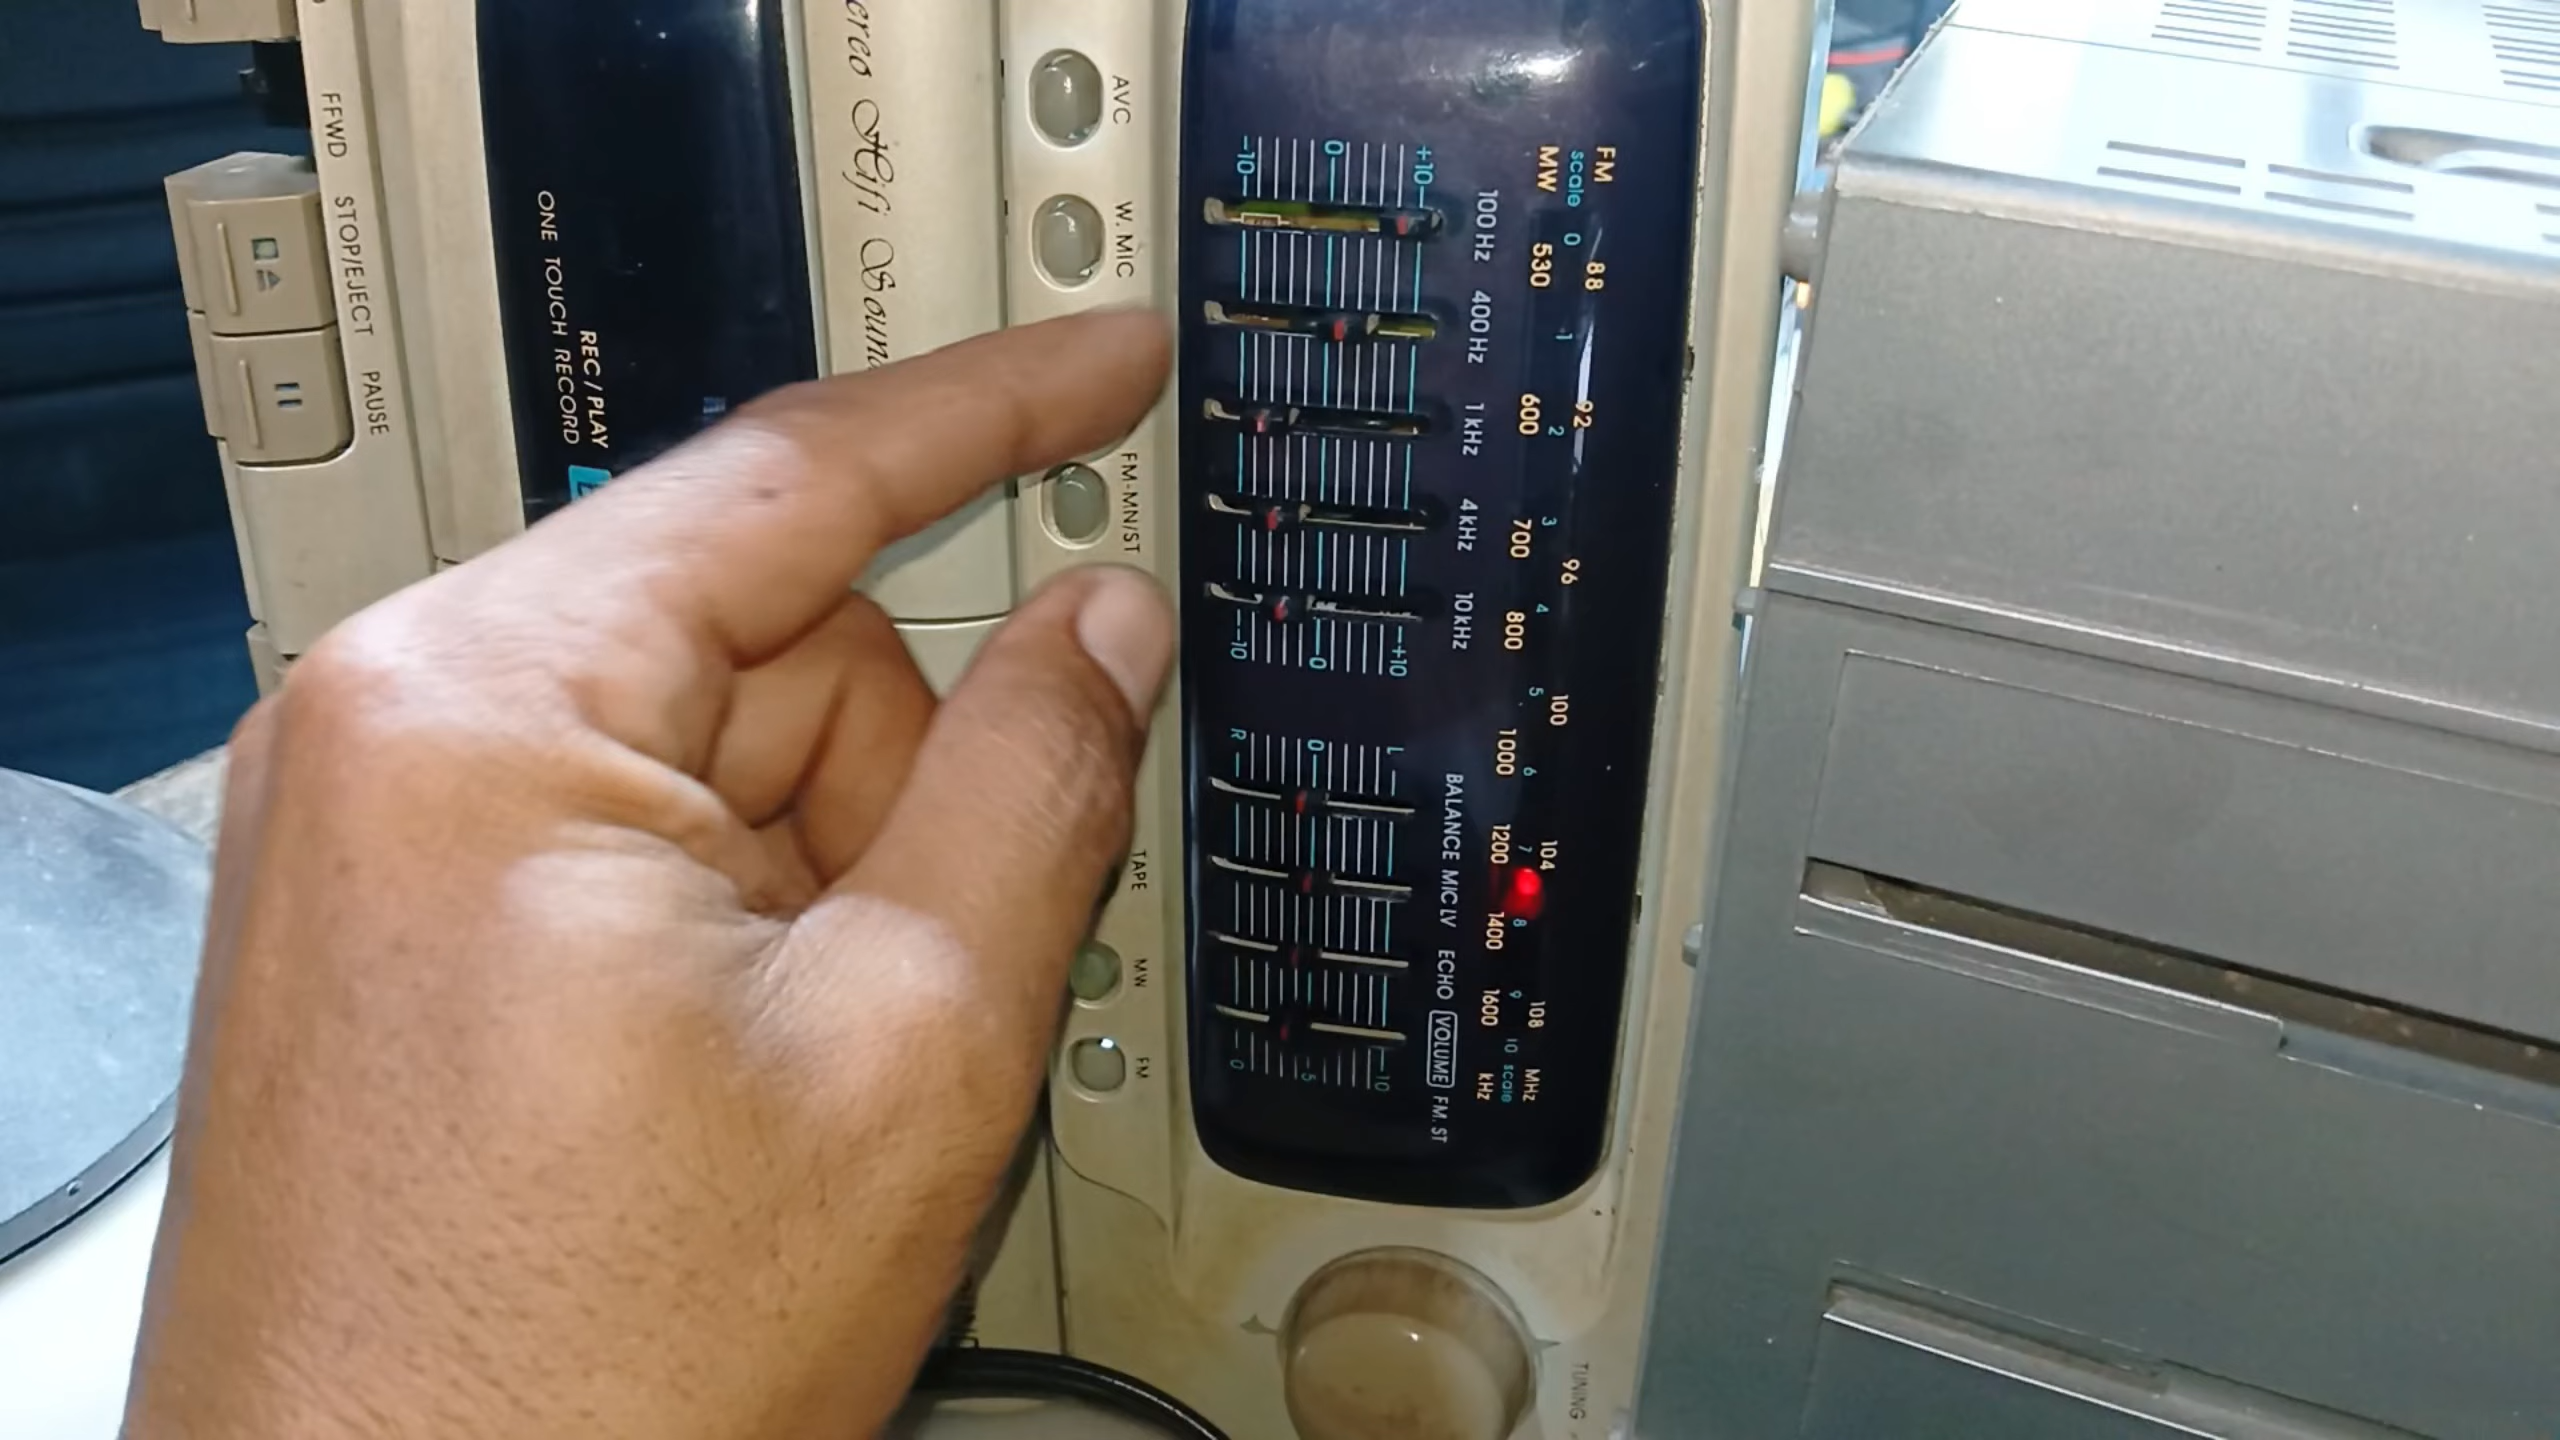 FM 88 92 96 100 104 108 MHz
scale 0 1 2 3 4 5 6 7 8 9 10 scale
MW 530 600 700 800 1000 1200 1400 1600 kHz
100 Hz 400 Hz 1 kHz 4 kHz 10 kHz BALANCE MIC LV ECHO VOLUME FM. ST
+10 +10 L 10
0 0 0 5
-10 -10 R 0
AVC W. MIC FM-MN/ST TAPE MW FM
Hifi Sound
REC / PLAY
ONE TOUCH RECORD
FFWD STOP/EJECT PAUSE
TUNING